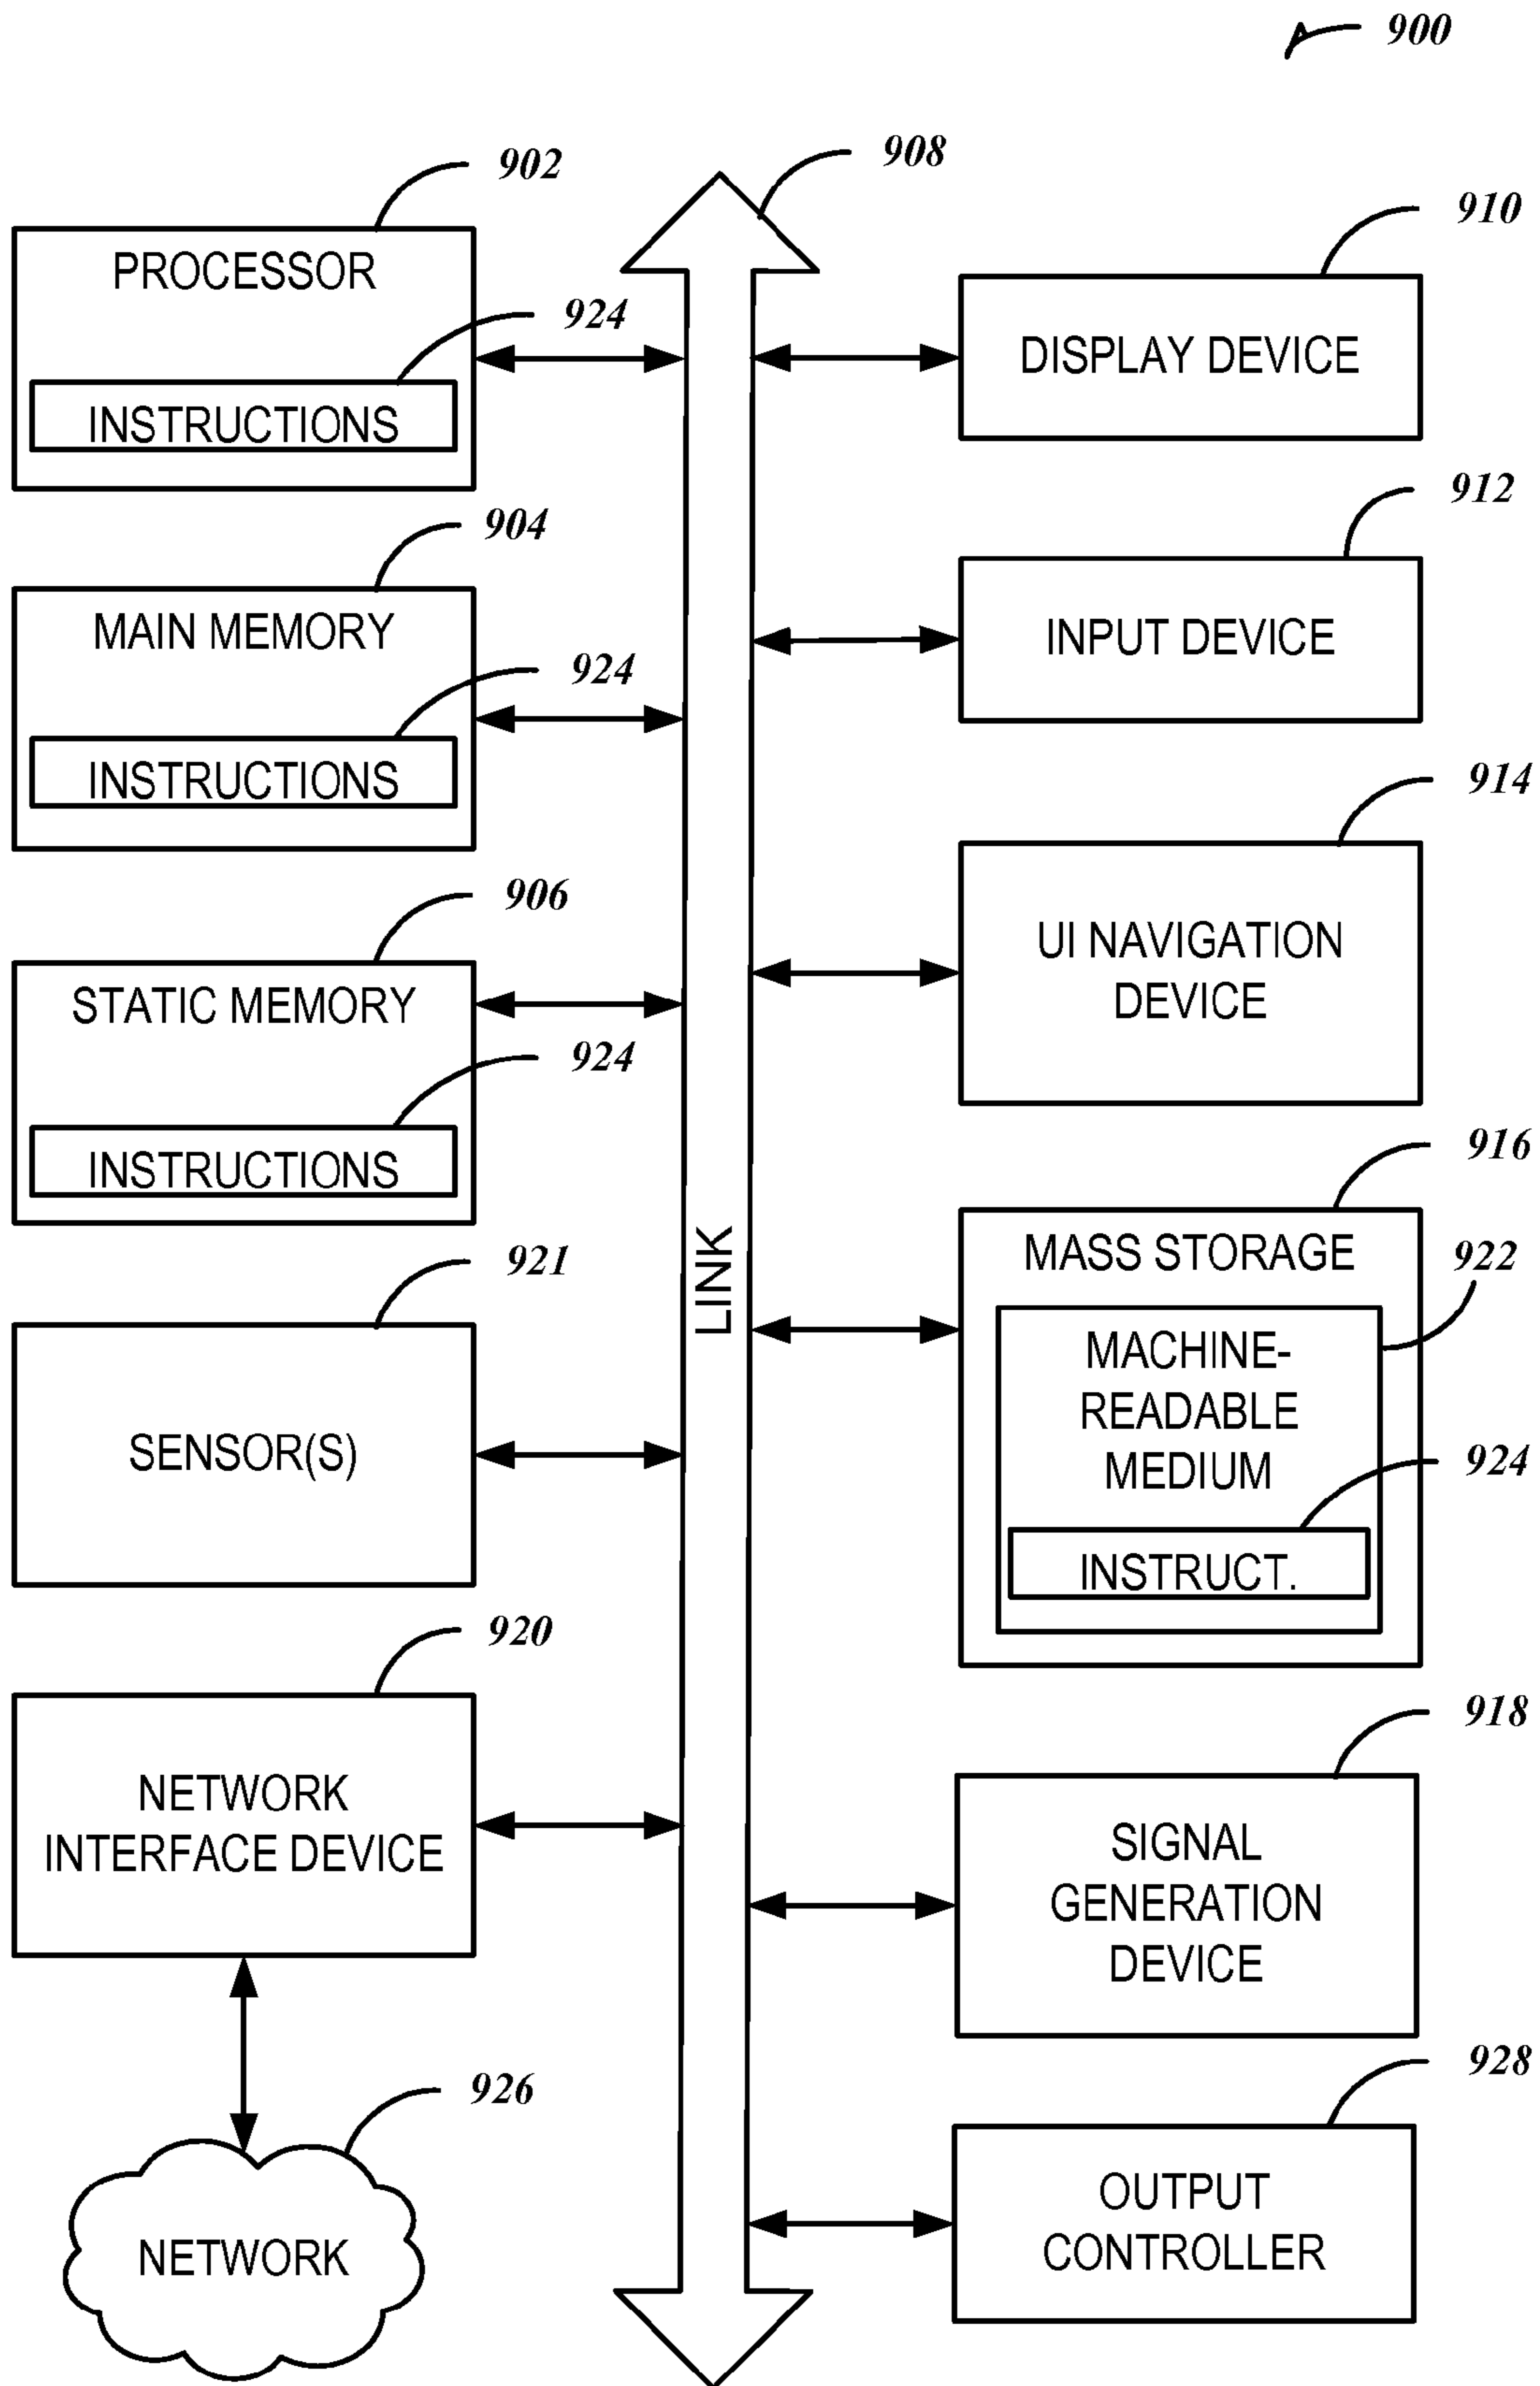 900
908
902
PROCESSOR
924
INSTRUCTIONS
904
MAIN MEMORY
924
INSTRUCTIONS
906
STATIC MEMORY
924
INSTRUCTIONS
921
SENSOR(S)
920
NETWORK
INTERFACE DEVICE
926
NETWORK
LINK
910
DISPLAY DEVICE
912
INPUT DEVICE
914
UI NAVIGATION
DEVICE
916
MASS STORAGE
922
MACHINE-
READABLE
MEDIUM
924
INSTRUCT.
918
SIGNAL
GENERATION
DEVICE
928
OUTPUT
CONTROLLER